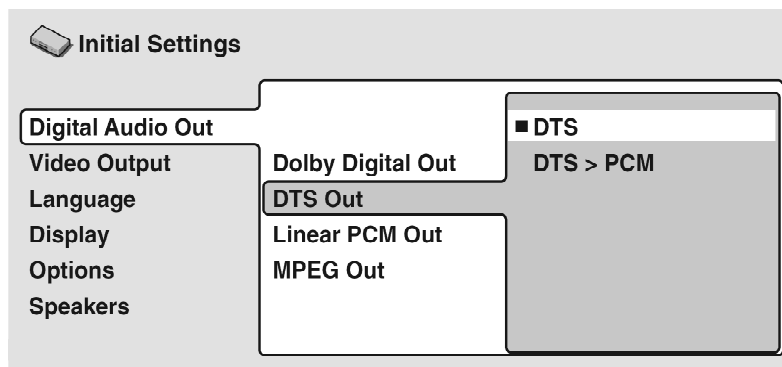 Initial Settings
Digital Audio Out
Video Output
Language
Display
Options
Speakers
Dolby Digital Out
DTS Out
Linear PCM Out
MPEG Out
DTS
DTS > PCM